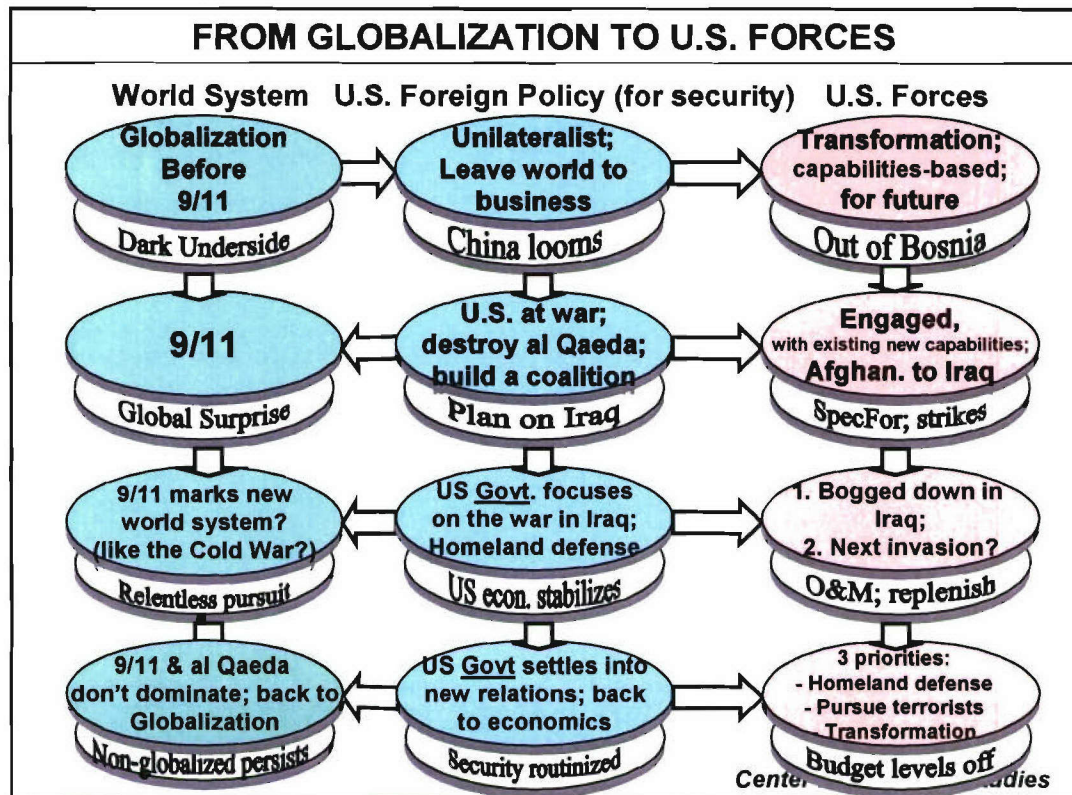 FROM GLOBALIZATION TO U.S. FORCES
World System U.S. Foreign Policy (for security) U.S. Forces
Globalization
Before
9/11
Dark Underside
Unilateralist;
Leave world to
business
China looms
Transformation;
capabilities-based;
for future
Out of Bosnia
9/11
Global Surprise
U.S. at war;
destroy al Qaeda;
build a coalition
Plan on Iraq
Engaged,
with existing new capabilities;
Afghan. to Iraq
SpecFor; strikes
9/11 marks new
world system?
(like the Cold War?)
Relentless pursuit
US Govt. focuses
on the war in Iraq;
Homeland defense
US econ. stabilizes
1. Bogged down in
Iraq;
2. Next invasion?
O&M; replenish
9/11 & al Qaeda
don't dominate; back to
Globalization
Non-globalized persists
US Govt settles into
new relations; back
to economics
Security routinized
3 priorities:
- Homeland defense
- Pursue terrorists
Transformation
Budget levels off
Center